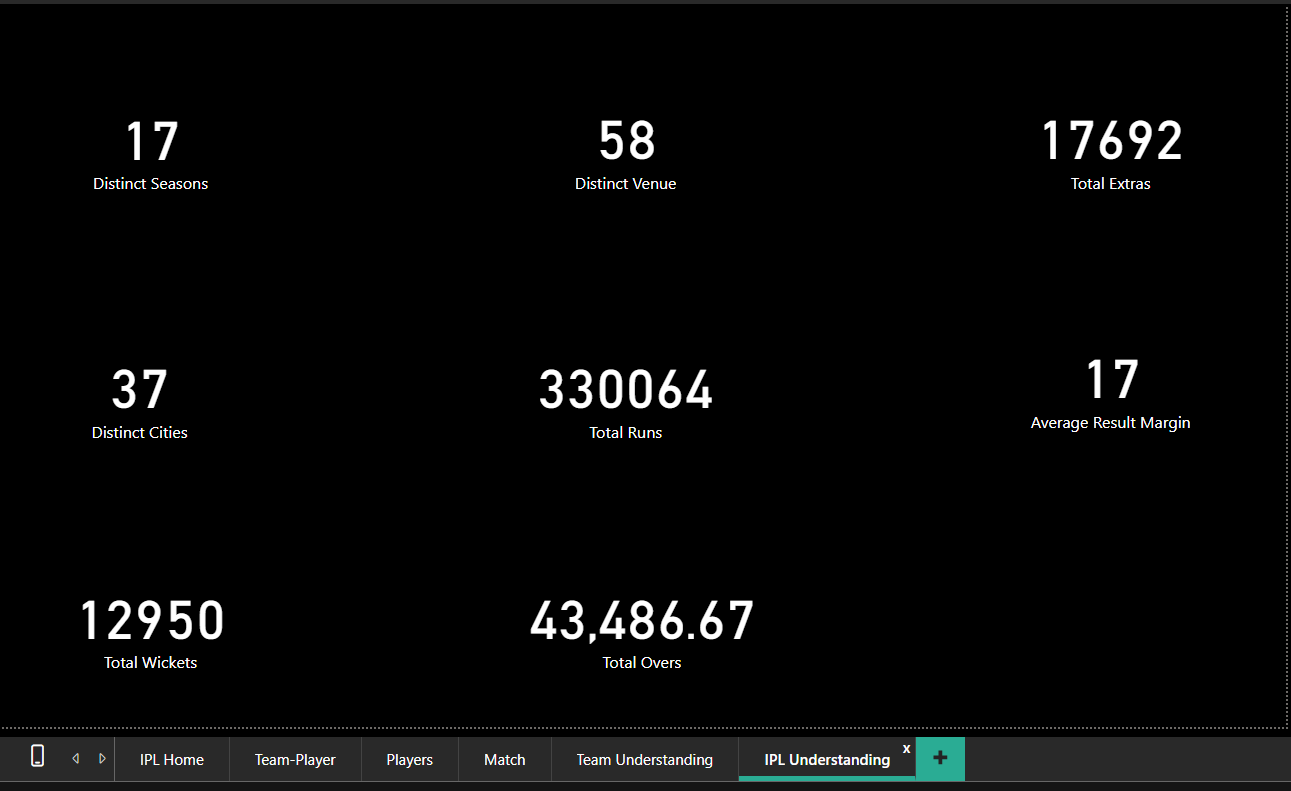 17
Distinct Seasons
58
Distinct Venue
17692
Total Extras
37
Distinct Cities
330064
Total Runs
17
Average Result Margin
12950
Total Wickets
43,486.67
Total Overs
IPL Home
Team-Player
Players
Match
Team Understanding
IPL Understanding
x
+